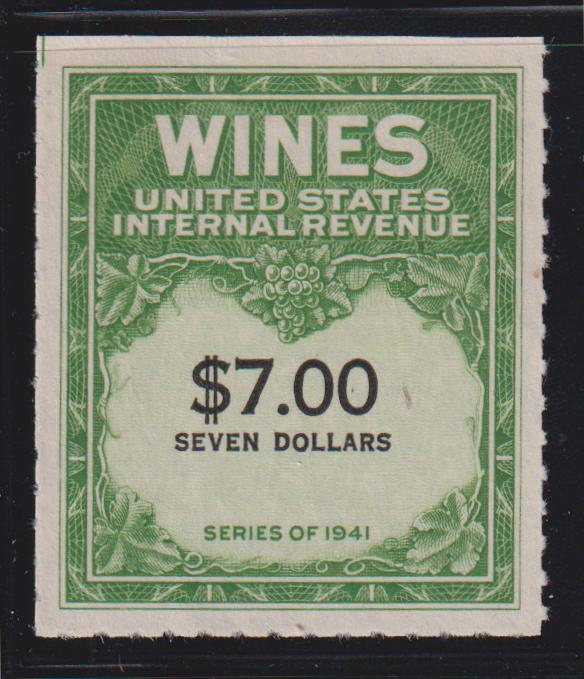 WINES
UNITED STATES
INTERNAL REVENUE
$7.00
SEVEN DOLLARS
SERIES OF 1941